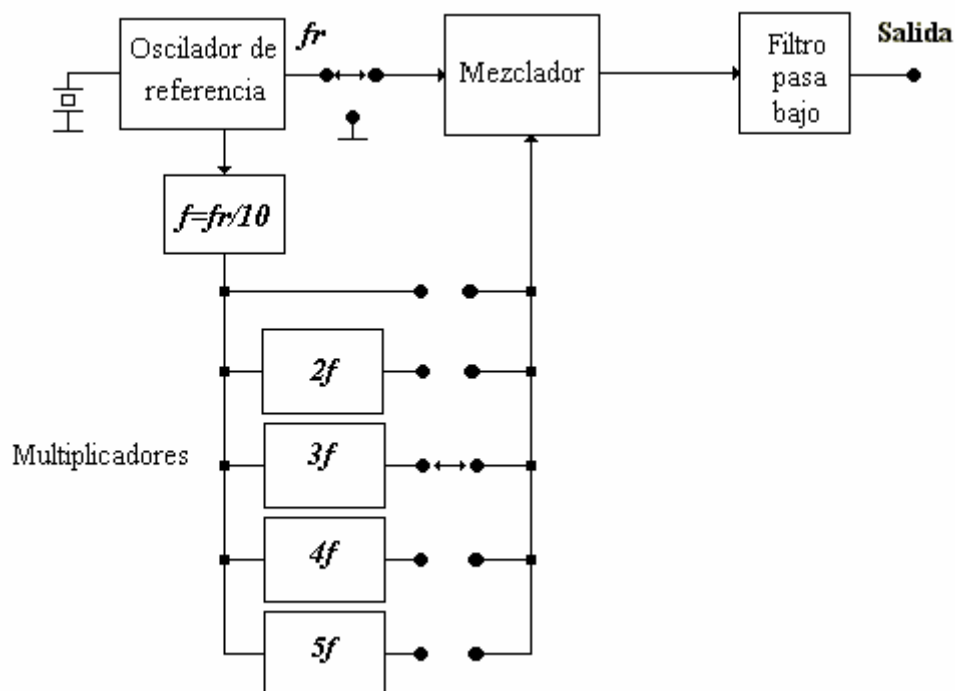 Oscilador de
referencia
fr
Mezclador
Filtro
pasa
bajo
Salida
f=fr/10
2f
Multiplicadores
3f
4f
5f